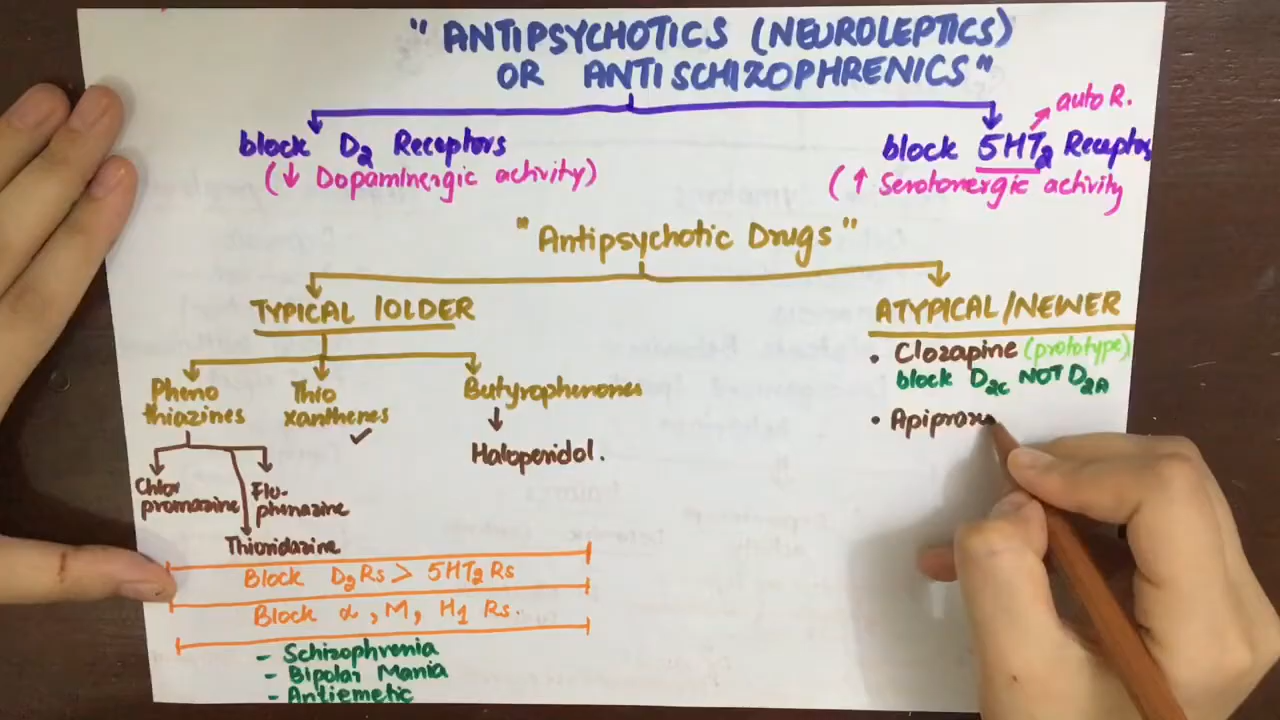 " ANTIPSYCHOTICS (NEUROLEPTICS)
OR ANTISCHIZOPHRENICS "
auto R.
block D2 Receptors
(↓ Dopaminergic activity)
block 5HT2 Receptors
(↑ Serotonergic activity
" Antipsychotic Drugs "
TYPICAL /OLDER
Pheno
thiazines
Thio
xanthenes
✓
Butyrophenones
Haloperidol.
Chlor
promazine
Flu-
phenazine
Thioridazine
Block D2 Rs > 5HT2 Rs
Block α, M, H1 Rs.
- Schizophrenia
- Bipolar Mania
- Antiemetic
ATYPICAL/NEWER
• Clozapine (prototype)
block D2C NOT D2A
• Apipraz